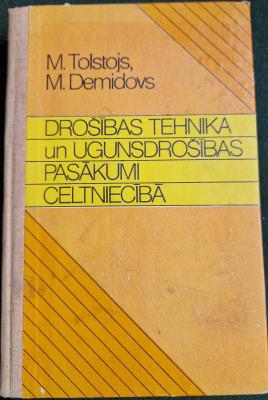 M. Tolstojs,
M. Demidovs
DROŠĪBAS TEHNIKA
un UGUNSDROŠĪBAS
PASĀKUMI
CELTNIECĪBĀ